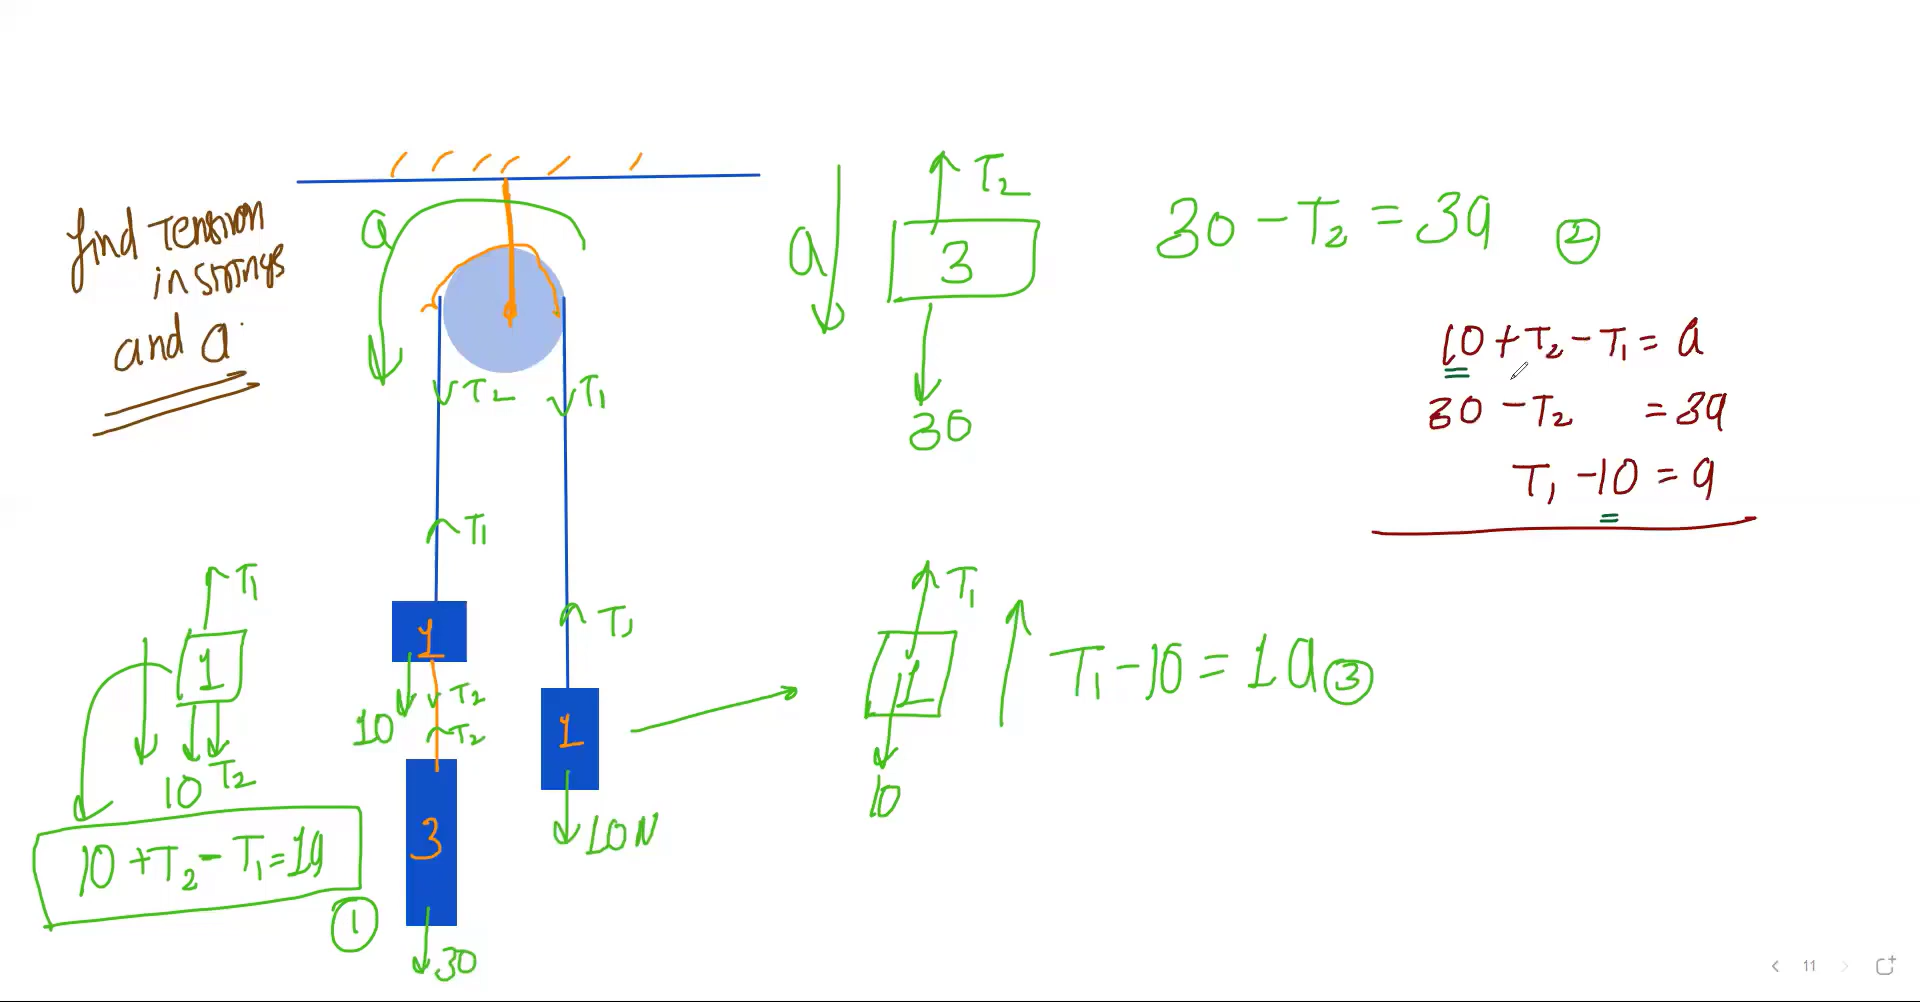 find Tension
in strings
and a
a
T₂
T₁
T₁
T₁
1
10
T₂
T₂
3
30
1
10N
T₁
1
10 T₂
10 + T₂ - T₁ = 1a
1
a
T₂
3
30
30 - T₂ = 3a
2
10 + T₂ - T₁ = a
30 - T₂ = 3a
T₁ - 10 = a
T₁
1
10
T₁ - 10 = 1a
3
11